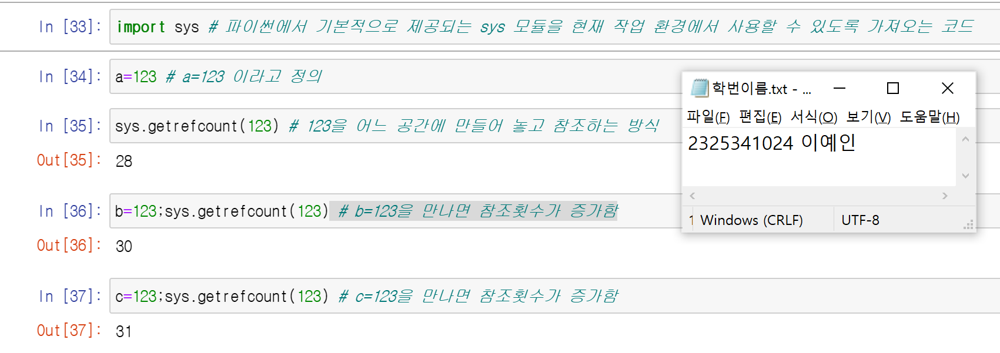 In [33]: import sys # 파이썬에서 기본적으로 제공되는 sys 모듈을 현재 작업 환경에서 사용할 수 있도록 가져오는 코드
In [34]: a=123 # a=123 이라고 정의
In [35]: sys.getrefcount(123) # 123을 어느 공간에 만들어 놓고 참조하는 방식
Out[35]: 28
In [36]: b=123;sys.getrefcount(123) # b=123을 만나면 참조횟수가 증가함
Out[36]: 30
In [37]: c=123;sys.getrefcount(123) # c=123을 만나면 참조횟수가 증가함
Out[37]: 31
학번이름.txt - ...
파일(F) 편집(E) 서식(O) 보기(V) 도움말(H)
2325341024 이예인
1 Windows (CRLF) UTF-8